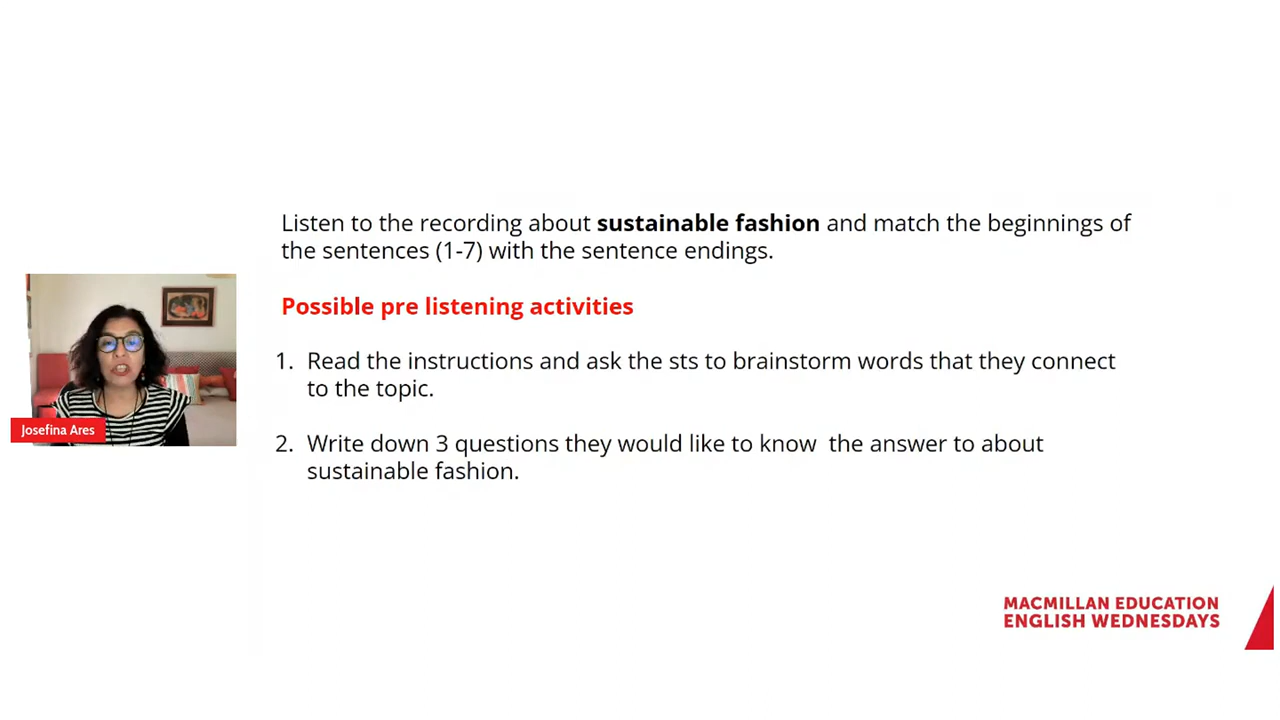 Listen to the recording about sustainable fashion and match the beginnings of
the sentences (1-7) with the sentence endings.
Possible pre listening activities
1. Read the instructions and ask the sts to brainstorm words that they connect
to the topic.
2. Write down 3 questions they would like to know  the answer to about
sustainable fashion.
Josefina Ares
MACMILLAN EDUCATION
ENGLISH WEDNESDAYS